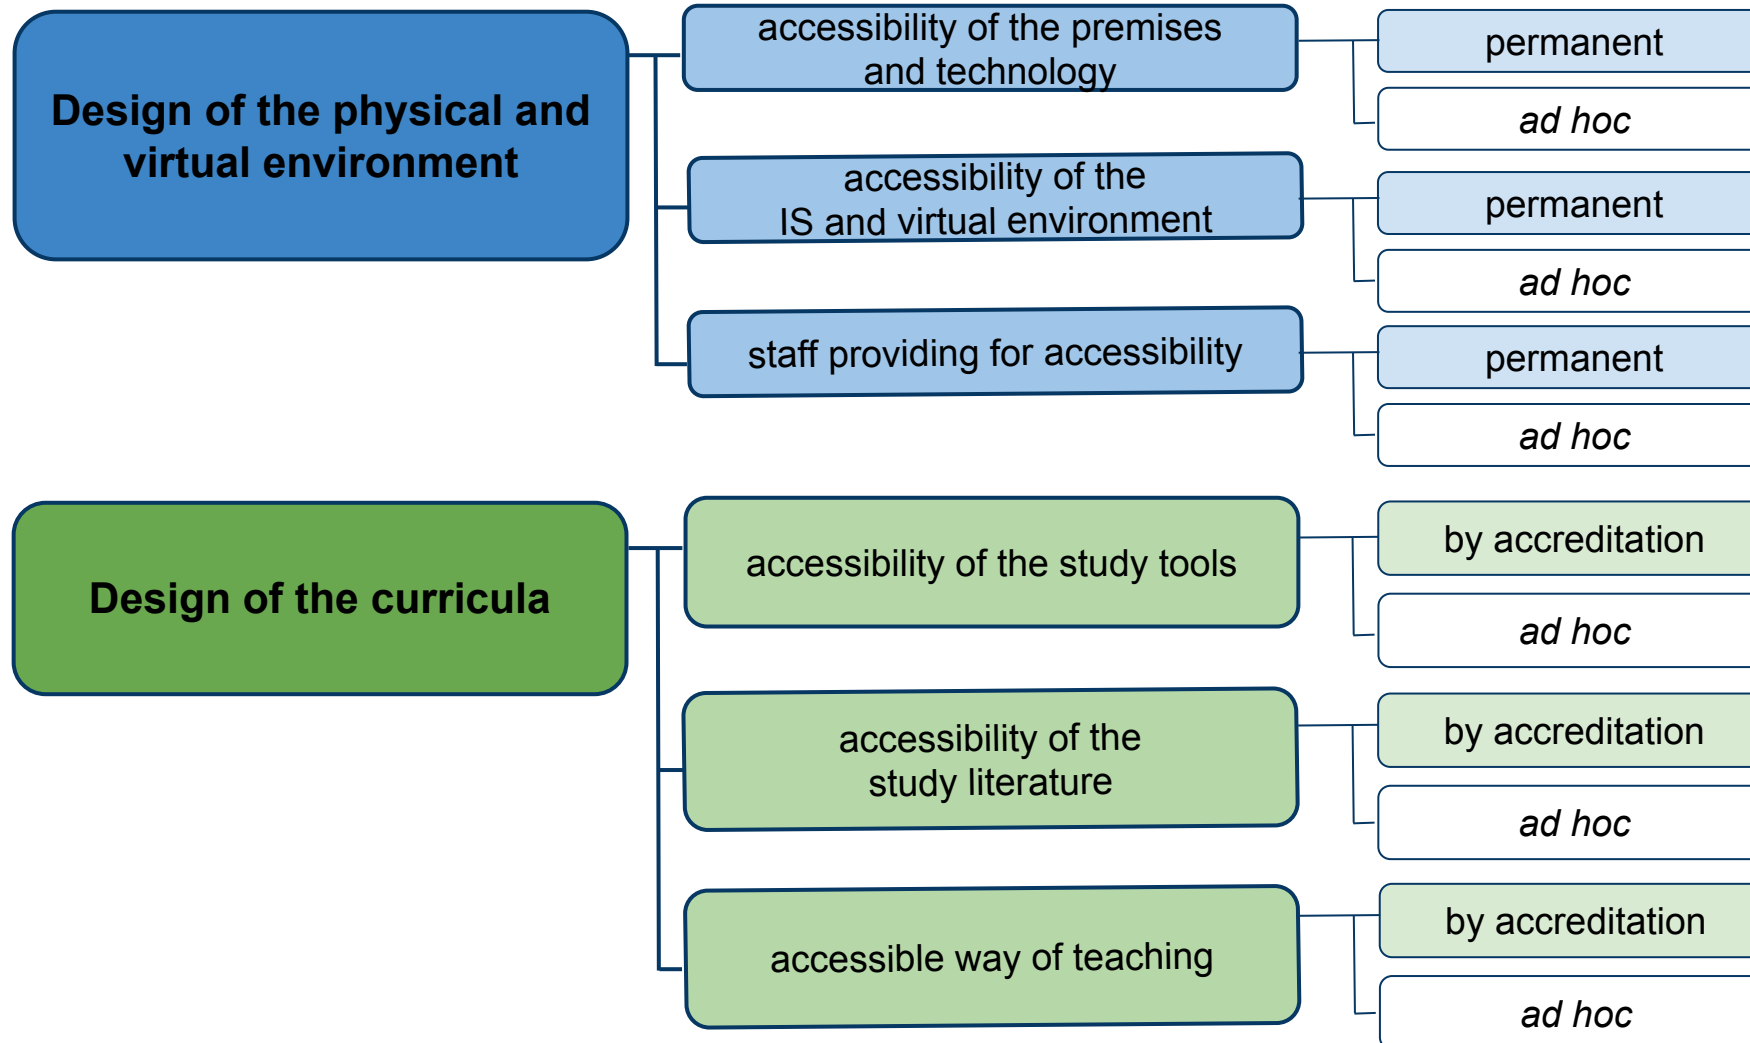 Design of the physical and
virtual environment
accessibility of the premises
and technology
permanent
ad hoc
accessibility of the
IS and virtual environment
permanent
ad hoc
staff providing for accessibility
permanent
ad hoc
Design of the curricula
accessibility of the study tools
by accreditation
ad hoc
accessibility of the
study literature
by accreditation
ad hoc
accessible way of teaching
by accreditation
ad hoc